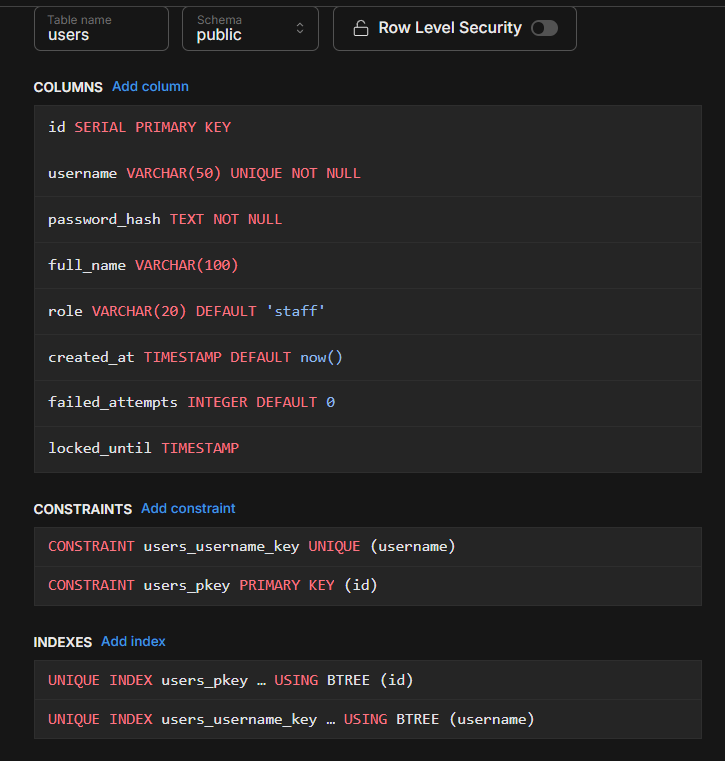 Table name
users
Schema
public
Row Level Security
COLUMNS Add column
id SERIAL PRIMARY KEY
username VARCHAR(50) UNIQUE NOT NULL
password_hash TEXT NOT NULL
full_name VARCHAR(100)
role VARCHAR(20) DEFAULT 'staff'
created_at TIMESTAMP DEFAULT now()
failed_attempts INTEGER DEFAULT 0
locked_until TIMESTAMP
CONSTRAINTS Add constraint
CONSTRAINT users_username_key UNIQUE (username)
CONSTRAINT users_pkey PRIMARY KEY (id)
INDEXES Add index
UNIQUE INDEX users_pkey … USING BTREE (id)
UNIQUE INDEX users_username_key … USING BTREE (username)